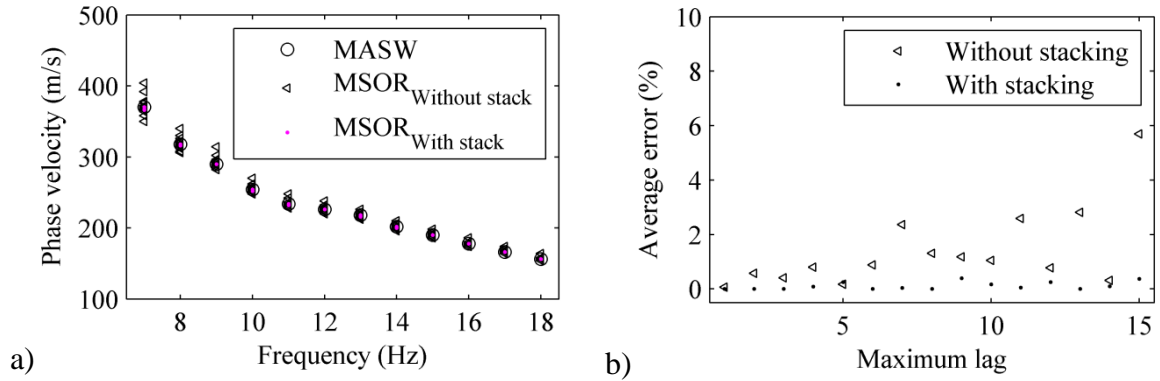 500
400
300
200
100
Phase velocity (m/s)
MASW
MSOR Without stack
MSOR With stack
8 10 12 14 16 18
Frequency (Hz)
a)
10
8
6
4
2
0
Average error (%)
Without stacking
With stacking
5 10 15
Maximum lag
b)